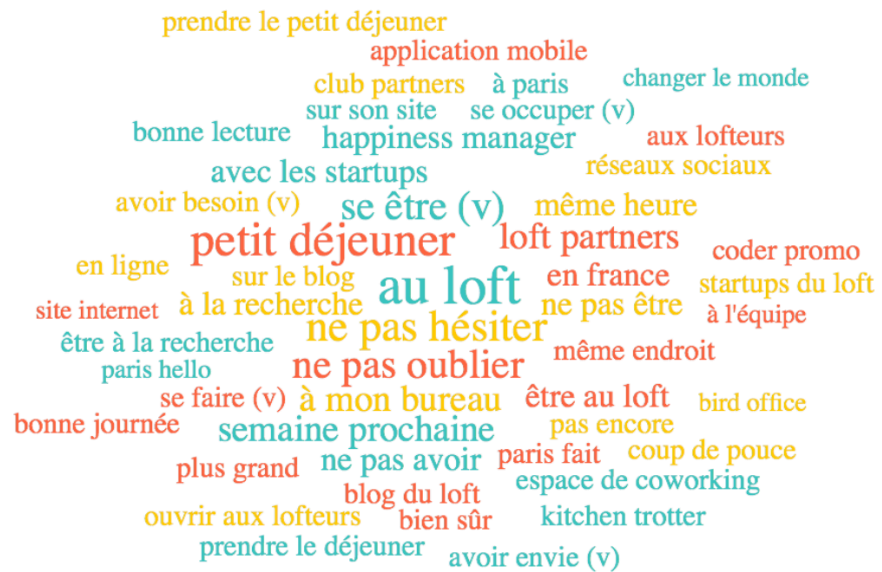 prendre le petit déjeuner
application mobile
club partners à paris changer le monde
sur son site se occuper (v)
bonne lecture happiness manager aux lofteurs
avec les startups réseaux sociaux
avoir besoin (v) se être (v) même heure
petit déjeuner loft partners coder promo
en ligne sur le blog au loft en france startups du loft
site internet à la recherche ne pas être à l'équipe
être à la recherche ne pas hésiter
paris hello ne pas oublier même endroit
se faire (v) à mon bureau être au loft bird office
bonne journée semaine prochaine pas encore
plus grand ne pas avoir paris fait coup de pouce
blog du loft espace de coworking
ouvrir aux lofteurs bien sûr kitchen trotter
prendre le déjeuner avoir envie (v)